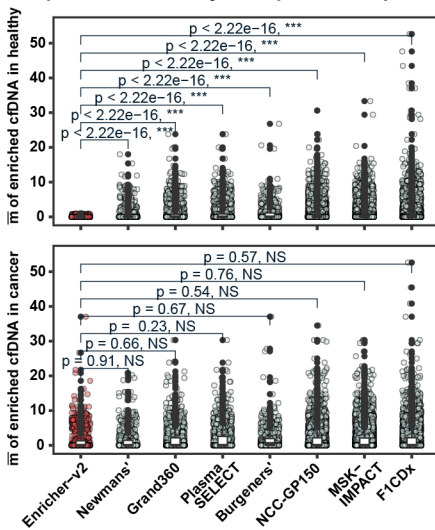 m̅ of enriched cfDNA in healthy
50
40
30
20
10
0
p < 2.22e−16, ***
p < 2.22e−16, ***
p < 2.22e−16, ***
p < 2.22e−16, ***
p < 2.22e−16, ***
p < 2.22e−16, ***
p < 2.22e−16, ***
m̅ of enriched cfDNA in cancer
50
40
30
20
10
0
p = 0.57, NS
p = 0.76, NS
p = 0.54, NS
p = 0.67, NS
p = 0.23, NS
p = 0.66, NS
p = 0.91, NS
Enricher−v2
Newmans'
Grand360
Plasma
SELECT
Burgeners'
NCC-GP150
MSK−
IMPACT
F1CDx